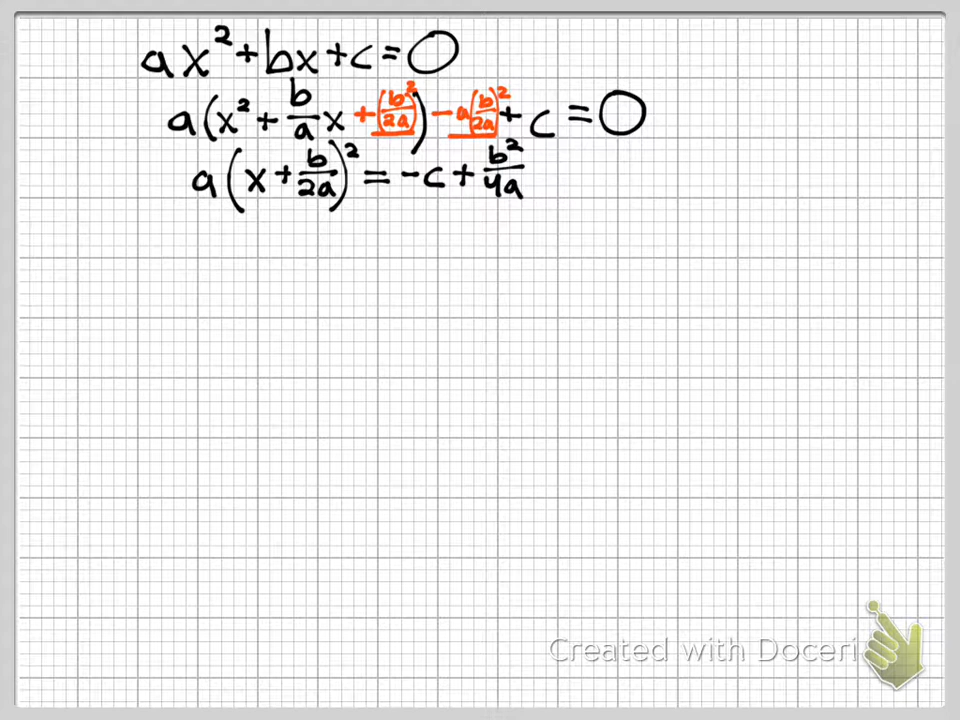 ax² + bx + c = 0
a(x² + b/a x + (b/2a)²) - a(b/2a)² + c = 0
a(x + b/2a)² = -c + b²/4a
Created with Doceri